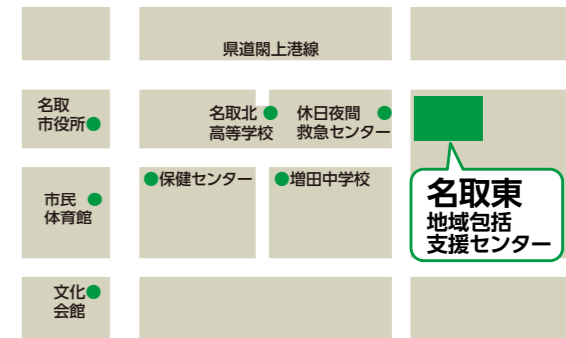 県道閖上港線
名取
市役所
名取北
高等学校
休日夜間
救急センター
保健センター
増田中学校
市民
体育館
名取東
地域包括
支援センター
文化
会館